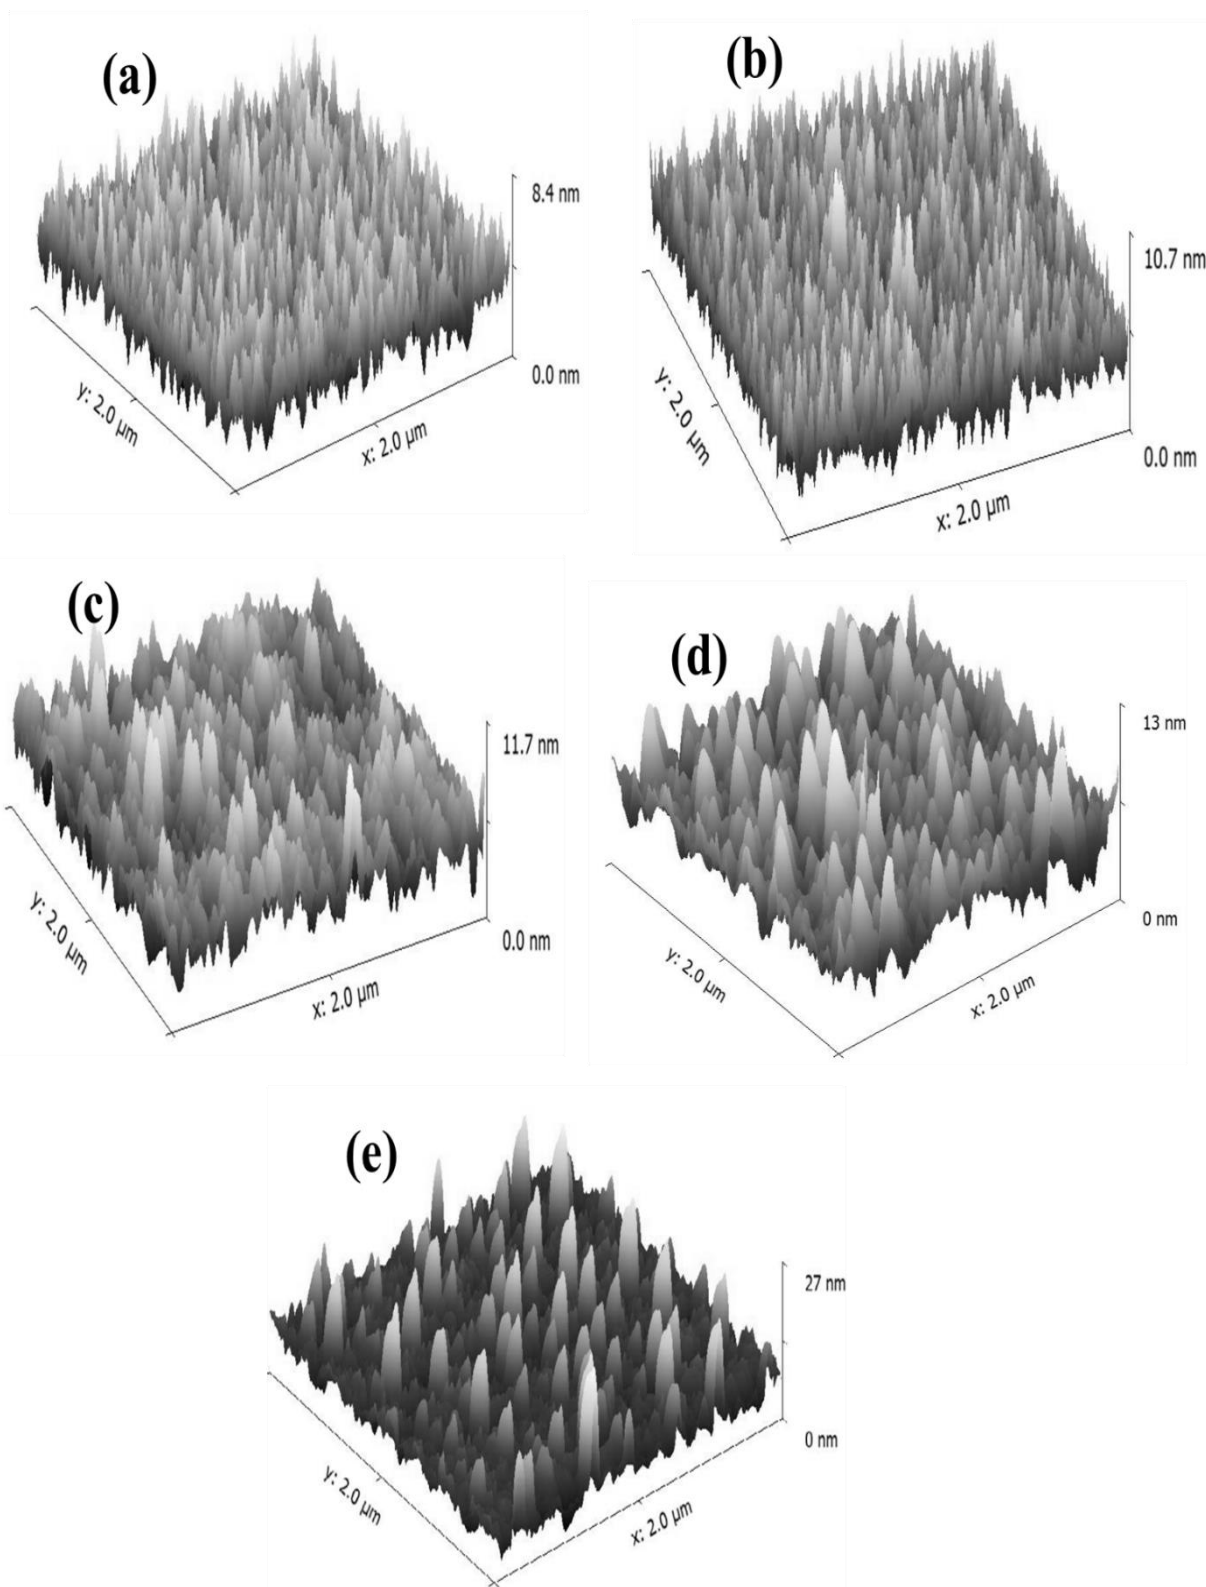 (a)
8.4 nm
0.0 nm
y: 2.0 µm
x: 2.0 µm
(b)
10.7 nm
0.0 nm
y: 2.0 µm
x: 2.0 µm
(c)
11.7 nm
0.0 nm
y: 2.0 µm
x: 2.0 µm
(d)
13 nm
0 nm
y: 2.0 µm
x: 2.0 µm
(e)
27 nm
0 nm
y: 2.0 µm
x: 2.0 µm